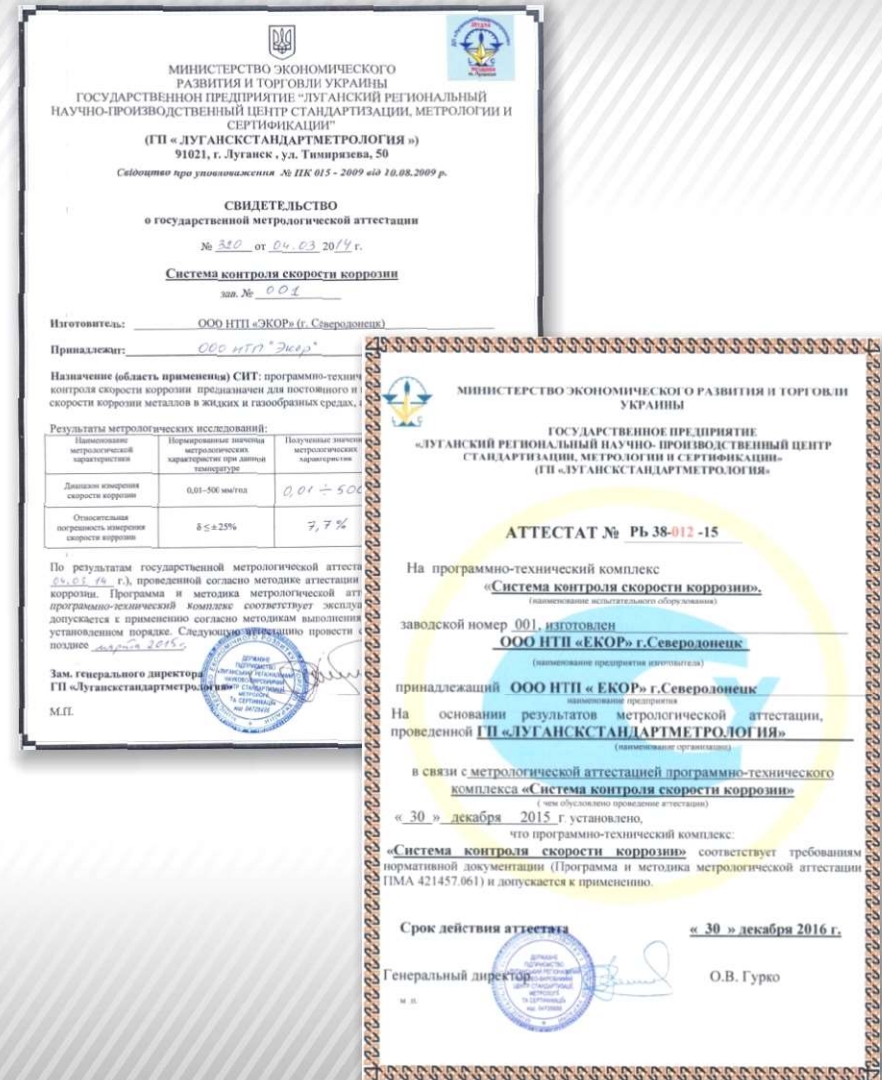 МИНИСТЕРСТВО ЭКОНОМИЧЕСКОГО
РАЗВИТИЯ И ТОРГОВЛИ УКРАИНЫ
ГОСУДАРСТВЕННОН ПРЕДПРИЯТИЕ "ЛУГАНСКИЙ РЕГИОНАЛЬНЫЙ
НАУЧНО-ПРОИЗВОДСТВЕННЫЙ ЦЕНТР СТАНДАРТИЗАЦИИ, МЕТРОЛОГИИ И
СЕРТИФИКАЦИИ"
(ГП « ЛУГАНСКСТАНДАРТМЕТРОЛОГИЯ »)
91021, г. Луганск , ул. Тимирязева, 50
Свідоцтво про уповноваження № ПК 015 - 2009 від 10.08.2009 р.
СВИДЕТЕЛЬСТВО
о государственной метрологической аттестации
№ 320 от 04.03 2014 г.
Система контроля скорости коррозии
зав. № 001
Изготовитель: ООО НТП «ЭКОР» (г. Северодонецк)
Принадлежит: ООО НТП "Экор"
Назначение (область применения) СИТ: программно-технич
контроля скорости коррозии предназначен для постоянного и
скорости коррозии металлов в жидких и газообразных средах,
Результаты метрологических исследований:
Наименование метрологической характеристики
Нормированные значения метрологических характеристик при данной температуре
Полученные значени метрологических характеристик
Диапазон измерения скорости коррозии
0,01–500 мм/год
0,01 ÷ 500
Относительная погрешность измерения скорости коррозии
δ ≤ ± 25%
7,7%
По результатам государственной метрологической аттеста
04.03.14 г.), проведенной согласно методике аттестации
коррозии. Программа и методика метрологической атт
программно-технический комплекс соответствует эксплуа
допускается к применению согласно методикам выполнения
установленном порядке. Следующую аттестацию провести
позднее марта 2015г.
Зам. генерального директора
ГП «Луганскстандартметрология»
М.П.
МИНИСТЕРСТВО ЭКОНОМИЧЕСКОГО РАЗВИТИЯ И ТОРГОВЛИ
УКРАИНЫ
ГОСУДАРСТВЕННОЕ ПРЕДПРИЯТИЕ
«ЛУГАНСКИЙ РЕГИОНАЛЬНЫЙ НАУЧНО- ПРОИЗВОДСТВЕННЫЙ ЦЕНТР
СТАНДАРТИЗАЦИИ, МЕТРОЛОГИИ И СЕРТИФИКАЦИИ»
(ГП «ЛУГАНСКСТАНДАРТМЕТРОЛОГИЯ»
АТТЕСТАТ № РЬ 38-012 -15
На программно-технический комплекс
«Система контроля скорости коррозии».
(наименование испытательного оборудования)
заводской номер 001, изготовлен
ООО НТП «ЕКОР» г.Северодонецк
(наименование предприятия изготовителя)
принадлежащий ООО НТП « ЕКОР» г.Северодонецк
наименование предприятия
На основании результатов метрологической аттестации,
проведенной ГП «ЛУГАНСКСТАНДАРТМЕТРОЛОГИЯ»
(наименование организации)
в связи с метрологической аттестацией программно-технического
комплекса «Система контроля скорости коррозии»
( чем обусловлено проведение аттестации)
« 30 » декабря 2015 г. установлено,
что программно-технический комплекс:
«Система контроля скорости коррозии» соответствует требованиям
нормативной документации (Программа и методика метрологической аттестации
ПМА 421457.061) и допускается к применению.
Срок действия аттестата « 30 » декабря 2016 г.
Генеральный директор О.В. Гурко
м п.